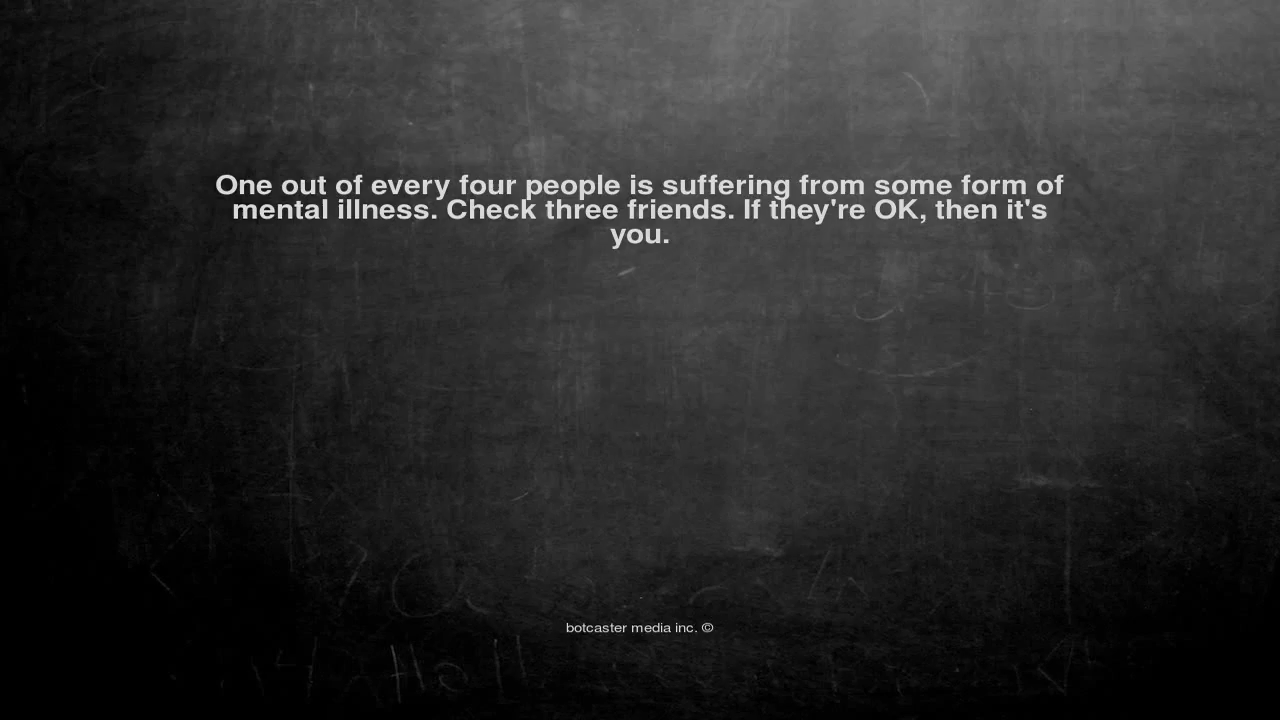 One out of every four people is suffering from some form of
mental illness. Check three friends. If they're OK, then it's
you.
botcaster media inc. ©